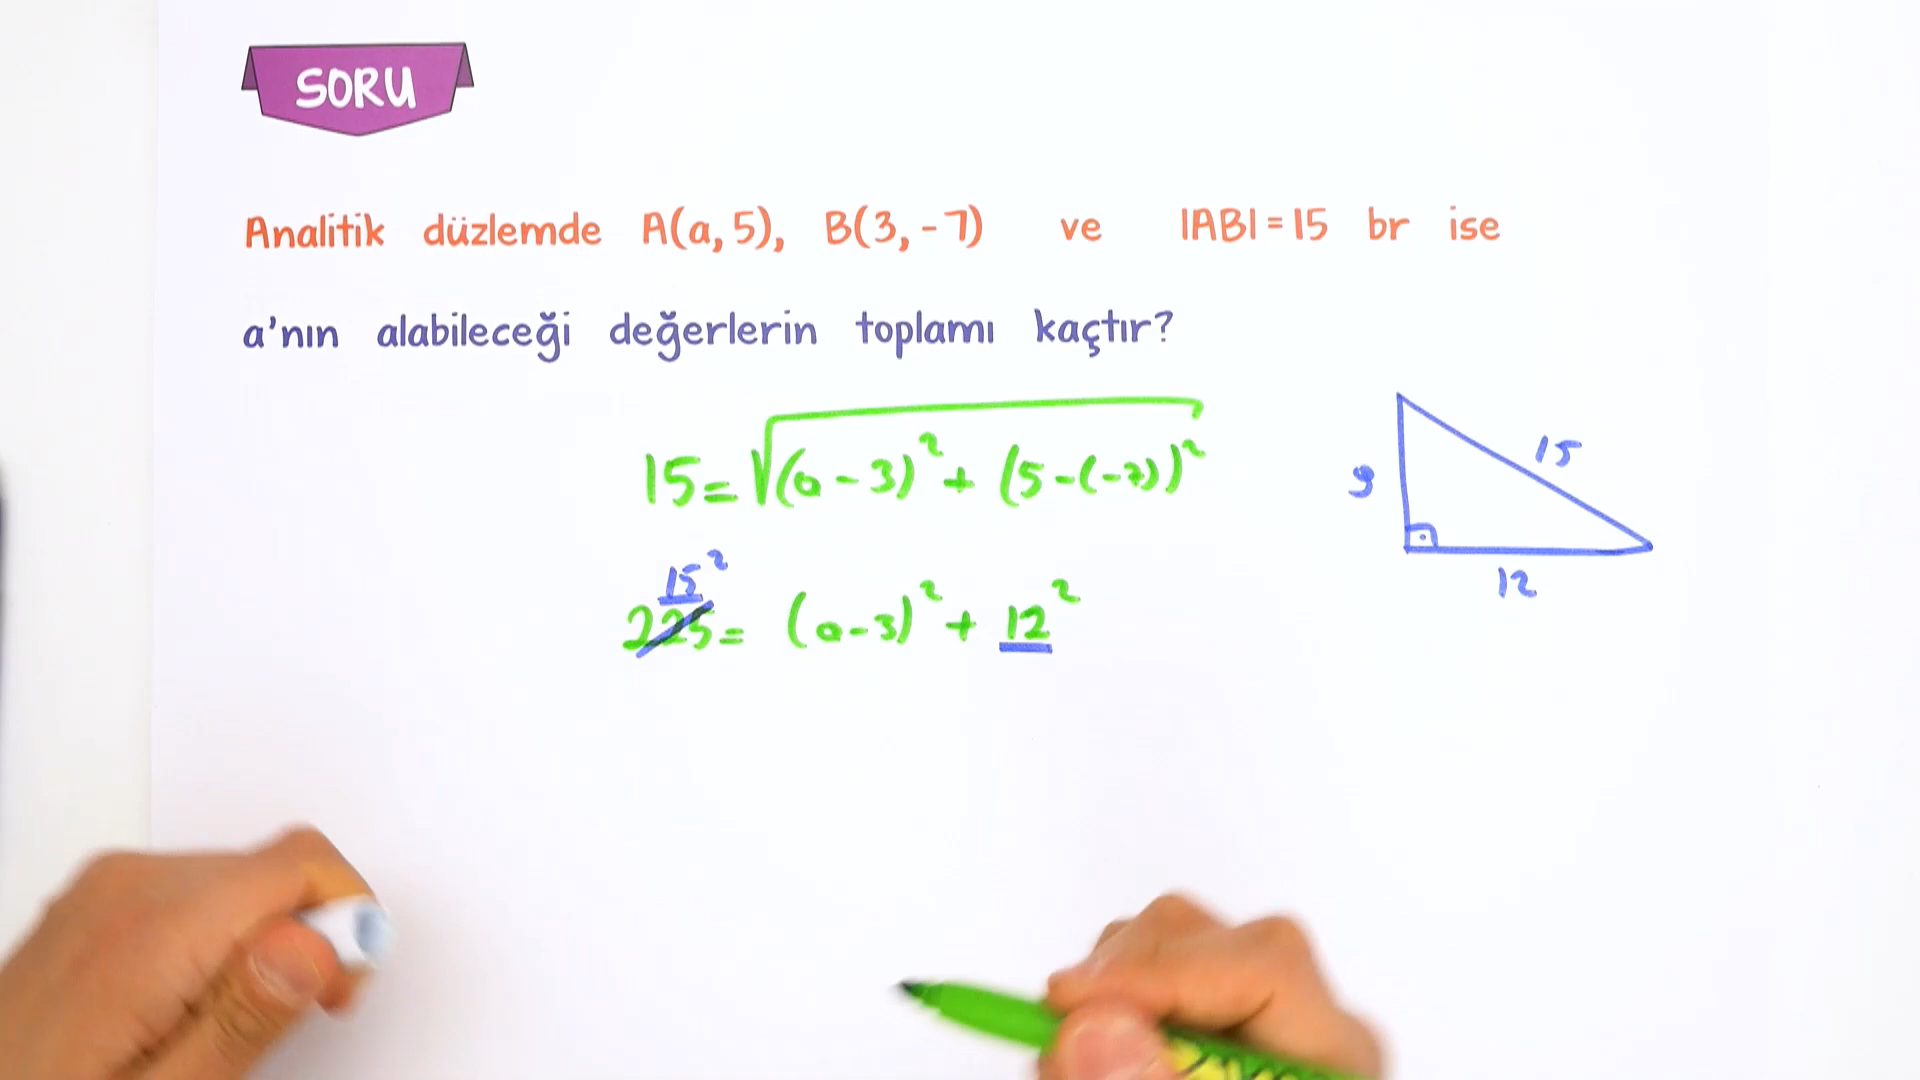 SORU
Analitik düzlemde A(a,5), B(3,-7) ve |AB|=15 br ise
a'nın alabileceği değerlerin toplamı kaçtır?
15=√(a-3)²+(5-(-7))²
15²
225=(a-3)²+12²
15
9
12